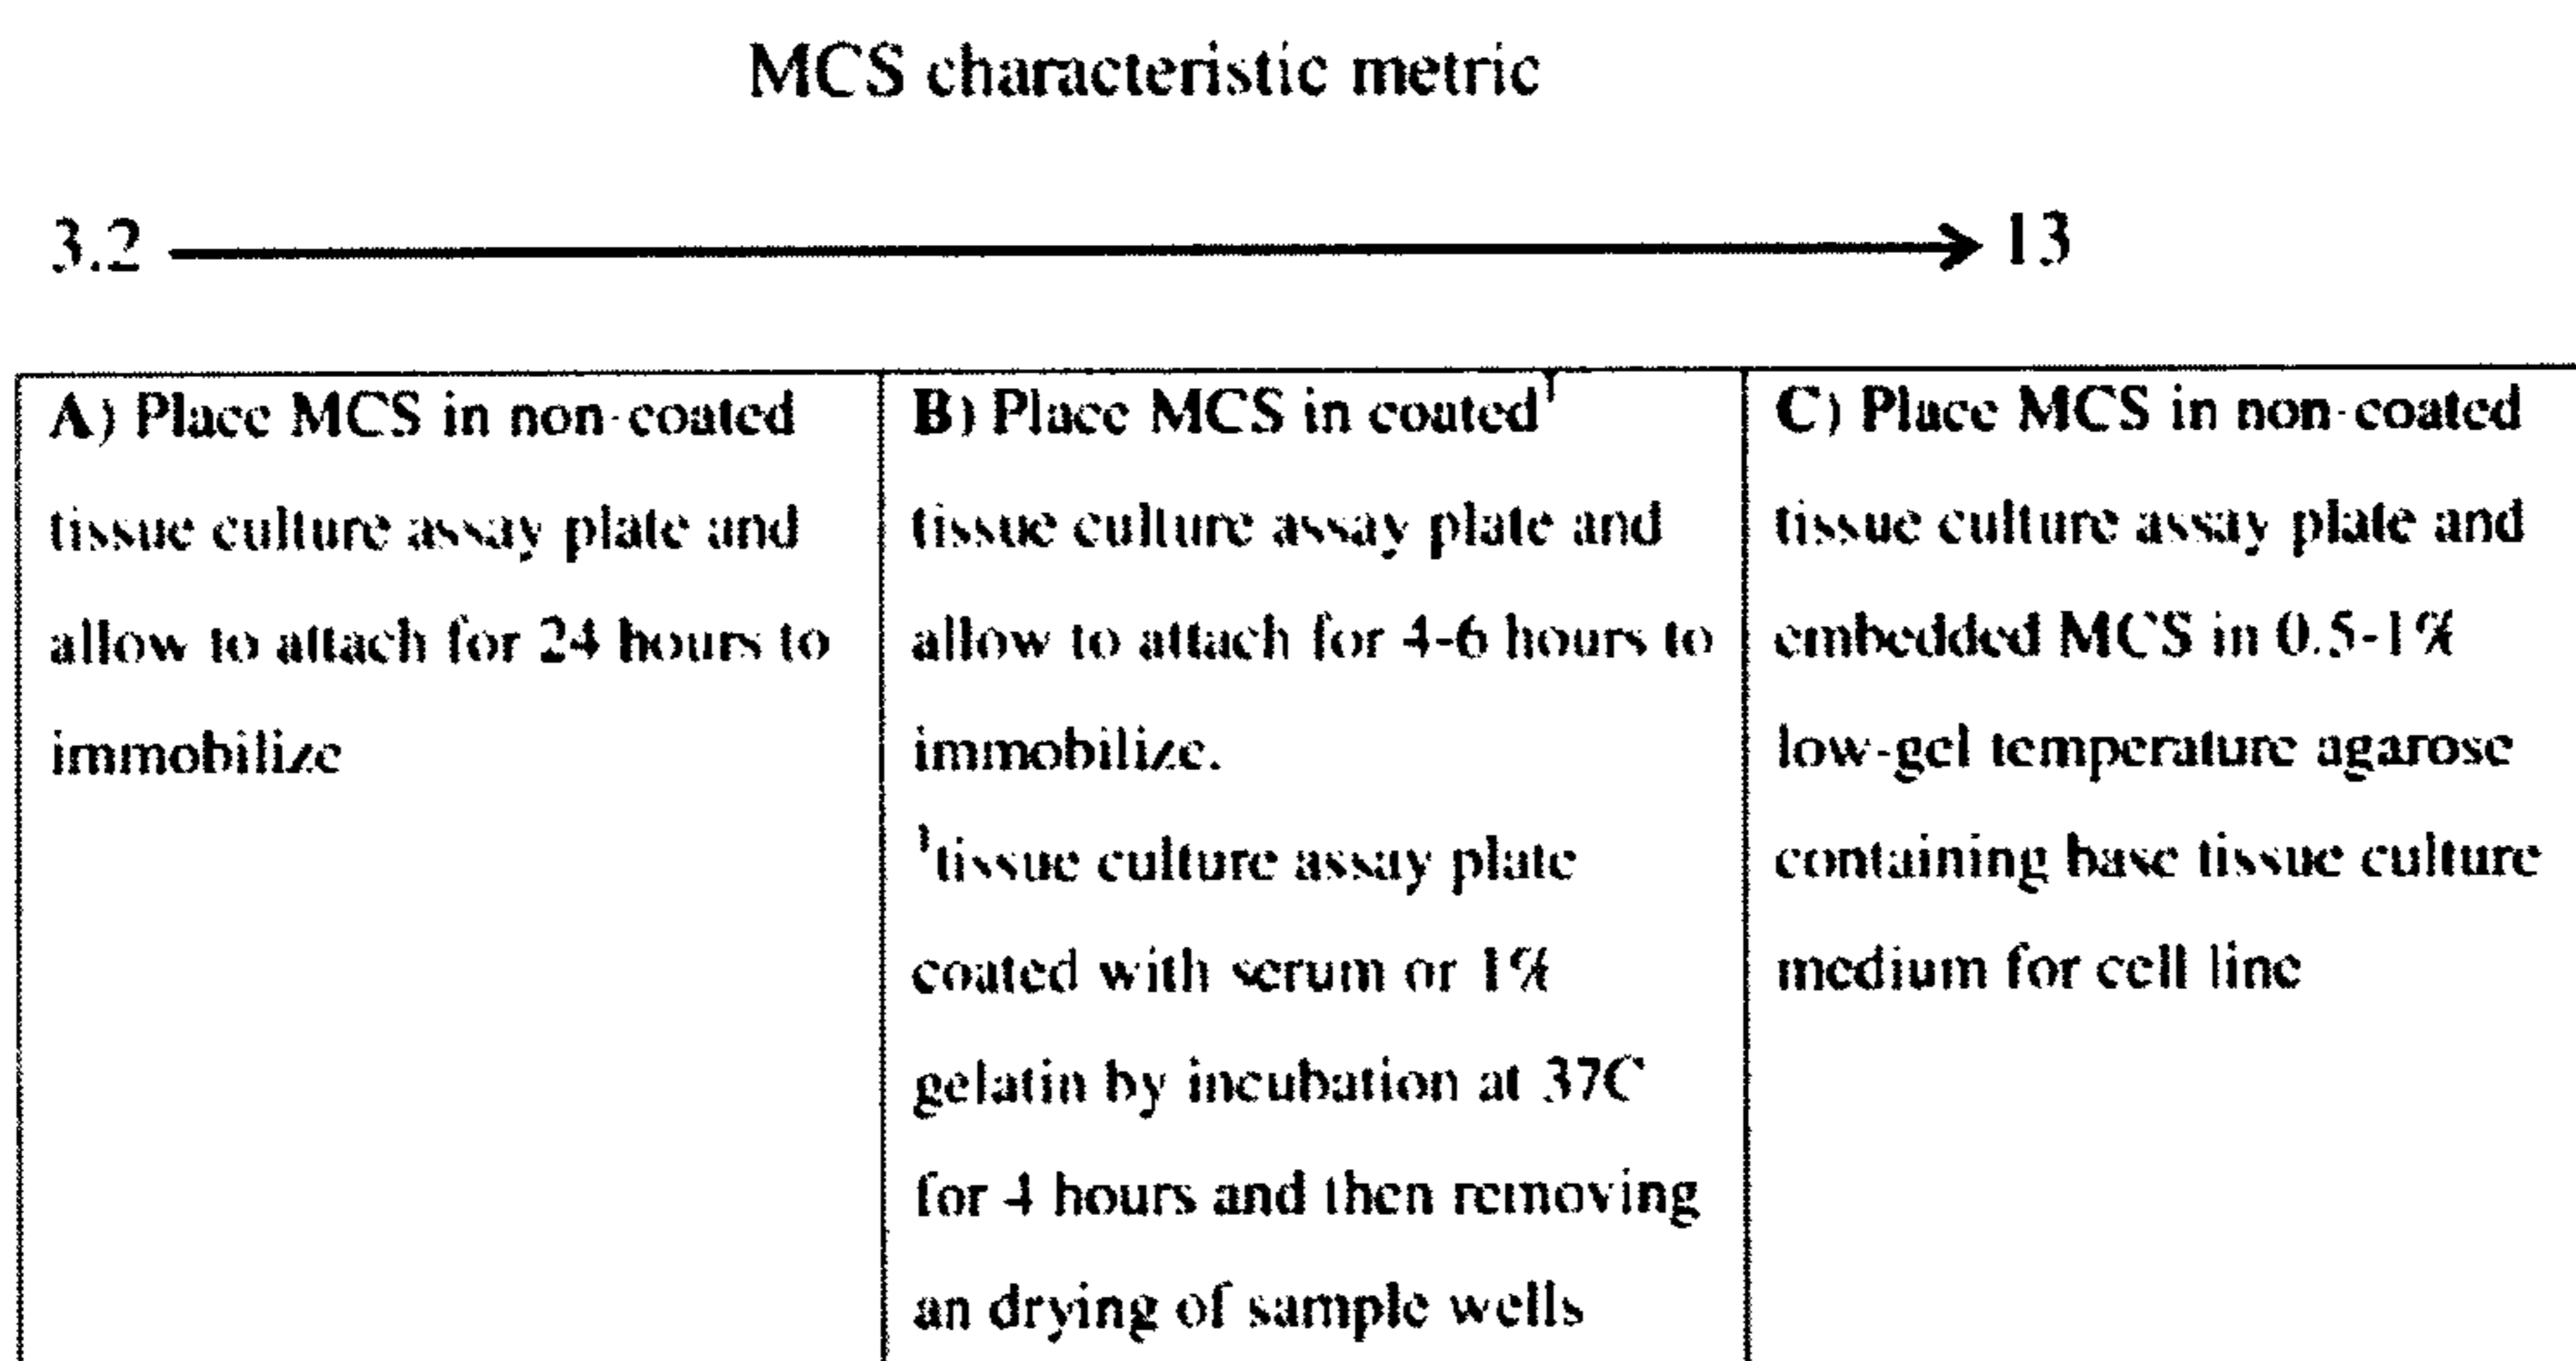 MCS characteristic metric
3.2 13
A) Place MCS in non-coated
tissue culture assay plate and
allow to attach for 24 hours to
immobilize
B) Place MCS in coated¹
tissue culture assay plate and
allow to attach for 4-6 hours to
immobilize.
¹tissue culture assay plate
coated with serum or 1%
gelatin by incubation at 37C
for 4 hours and then removing
an drying of sample wells
C) Place MCS in non-coated
tissue culture assay plate and
embedded MCS in 0.5-1%
low-gel temperature agarose
containing base tissue culture
medium for cell line